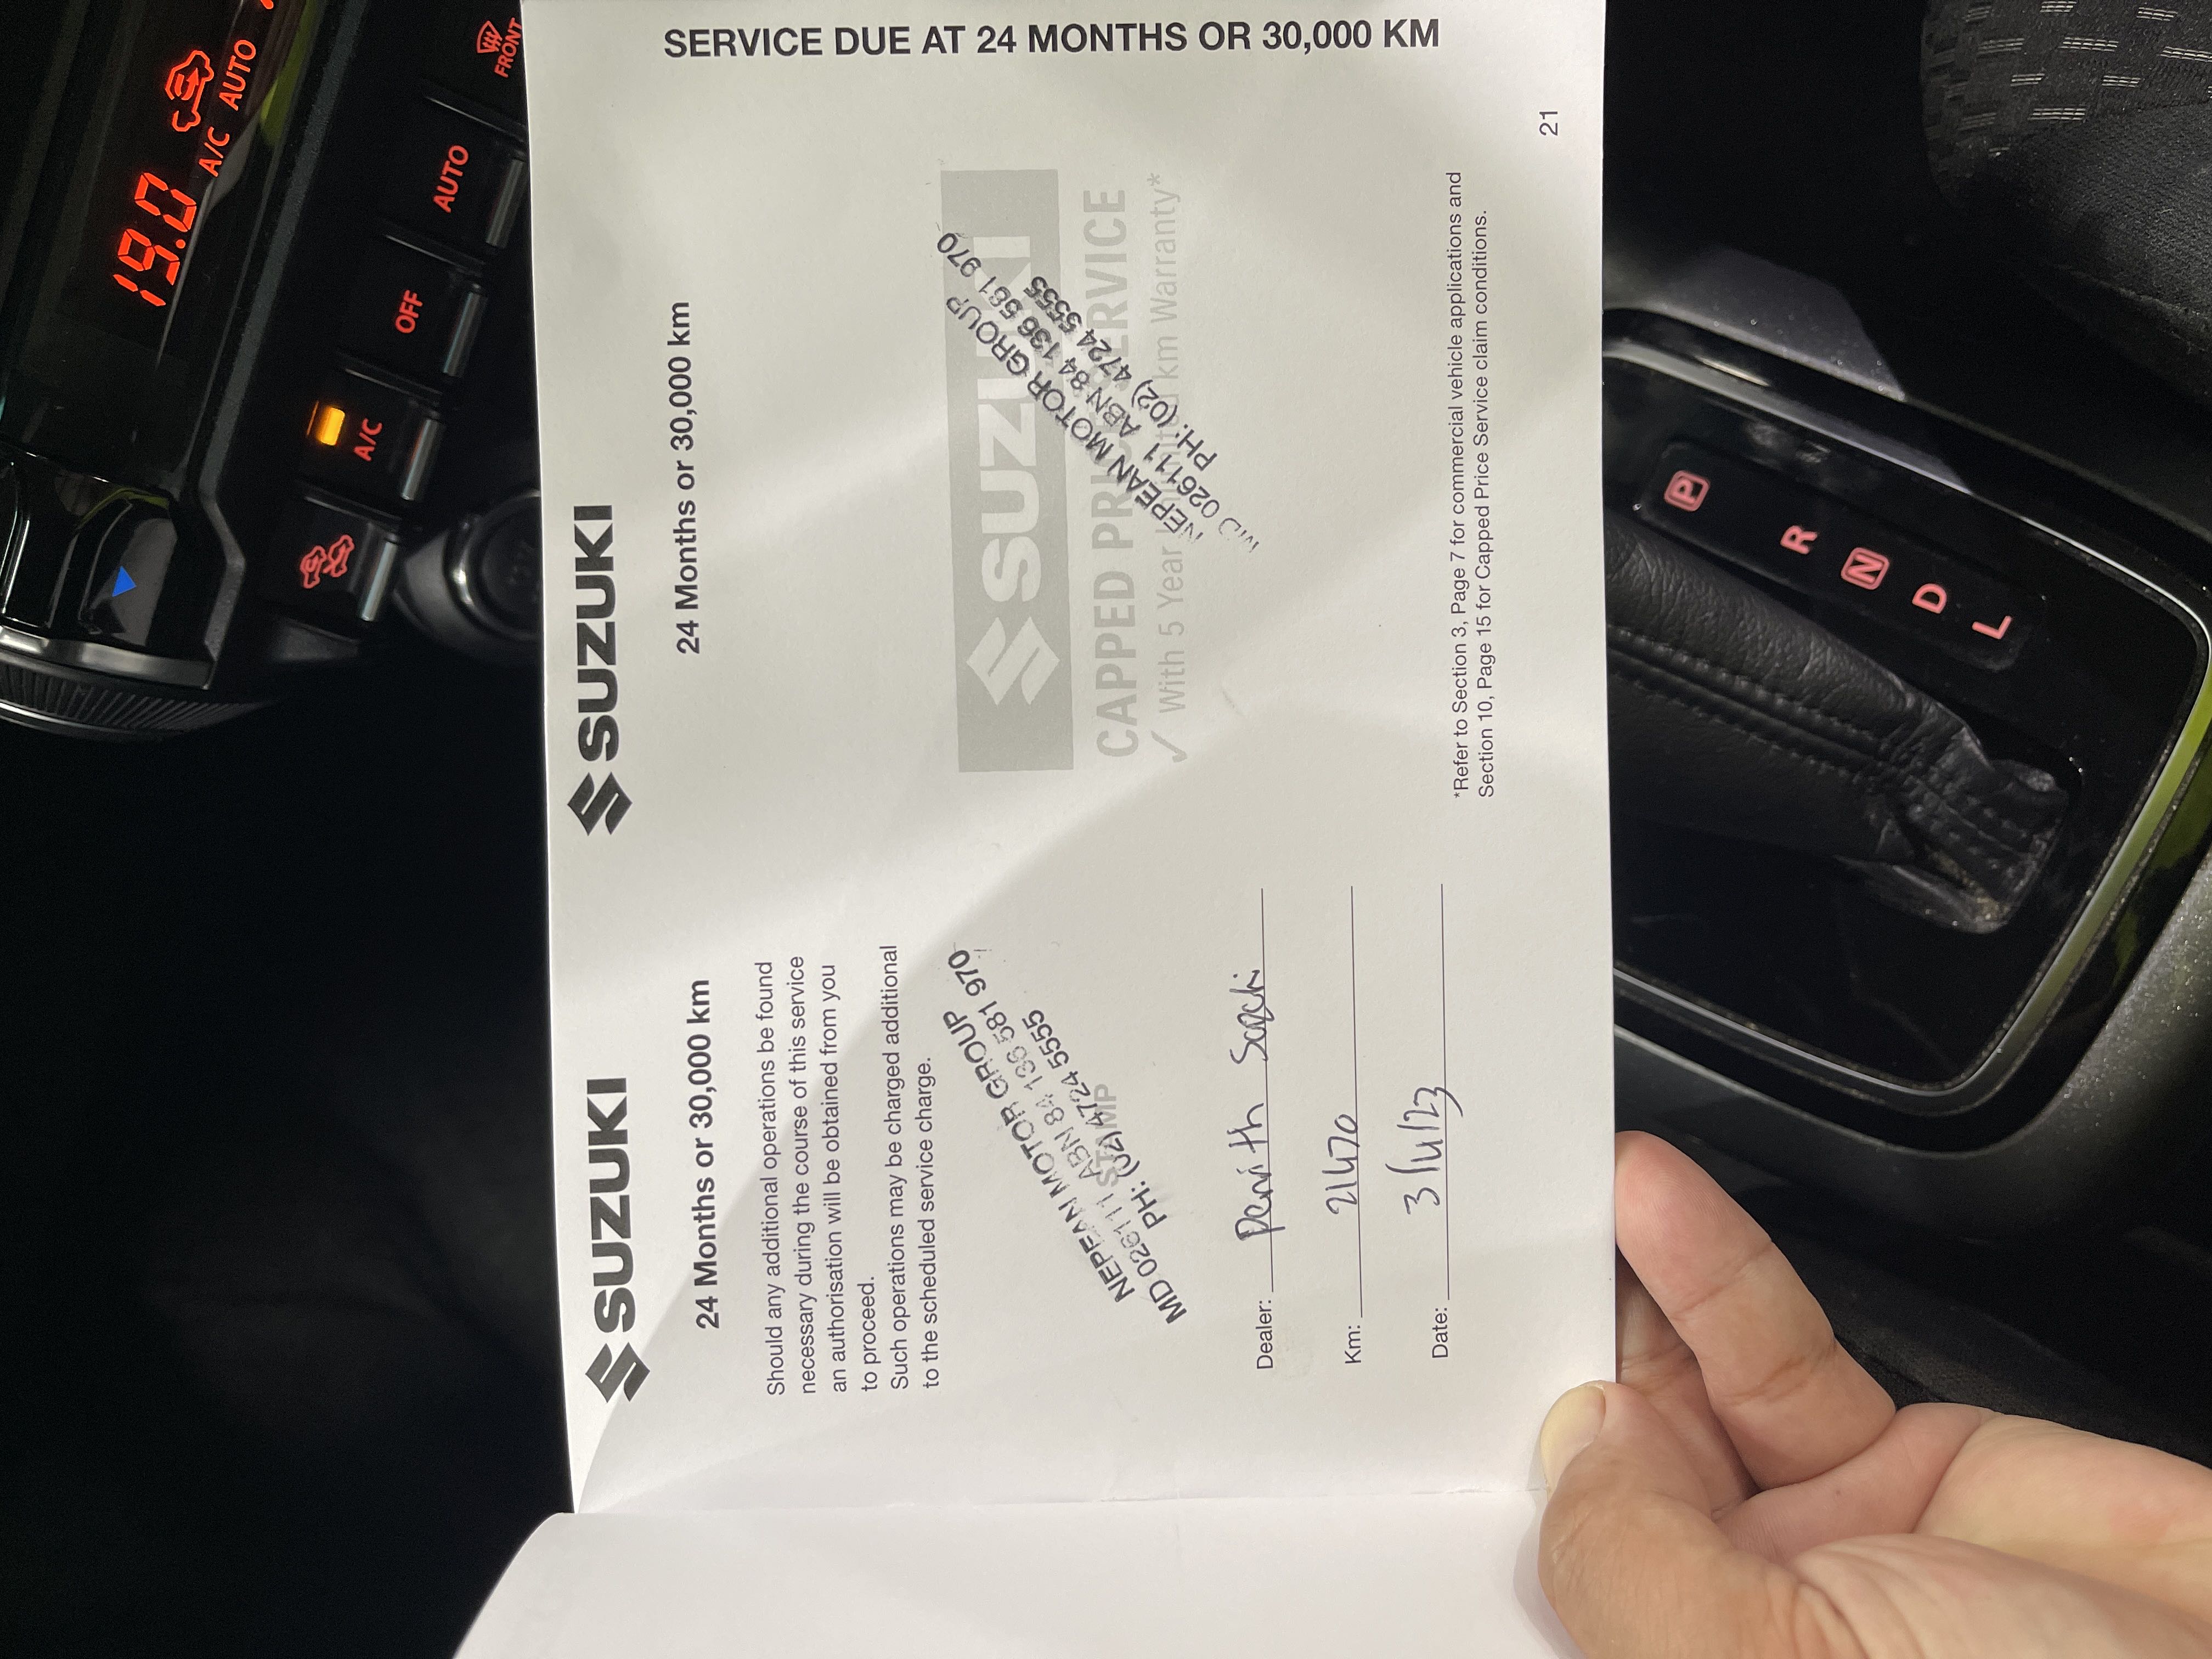 SERVICE DUE AT 24 MONTHS OR 30,000 KM
SUZUKI
24 Months or 30,000 km
Should any additional operations be found
necessary during the course of this service
an authorisation will be obtained from you
to proceed.
Such operations may be charged additional
to the scheduled service charge.
STAMP
NEPEAN MOTOR GROUP
MD 026111 ABN 84 136 581 970
PH: (02) 4724 5555
Dealer: Penrith Suzuki
Km: 21470
Date: 3/4/23
SUZUKI
24 Months or 30,000 km
SUZUKI
CAPPED PRICE SERVICE
✓ With 5 Year km Warranty*
NEPEAN MOTOR GROUP
MD 026111 ABN 84 136 581 970
PH: (02) 4724 5555
*Refer to Section 3, Page 7 for commercial vehicle applications and
Section 10, Page 15 for Capped Price Service claim conditions.
21
19.0
A/C AUTO
A/C
OFF
AUTO
FRONT
P
R
N
D
L